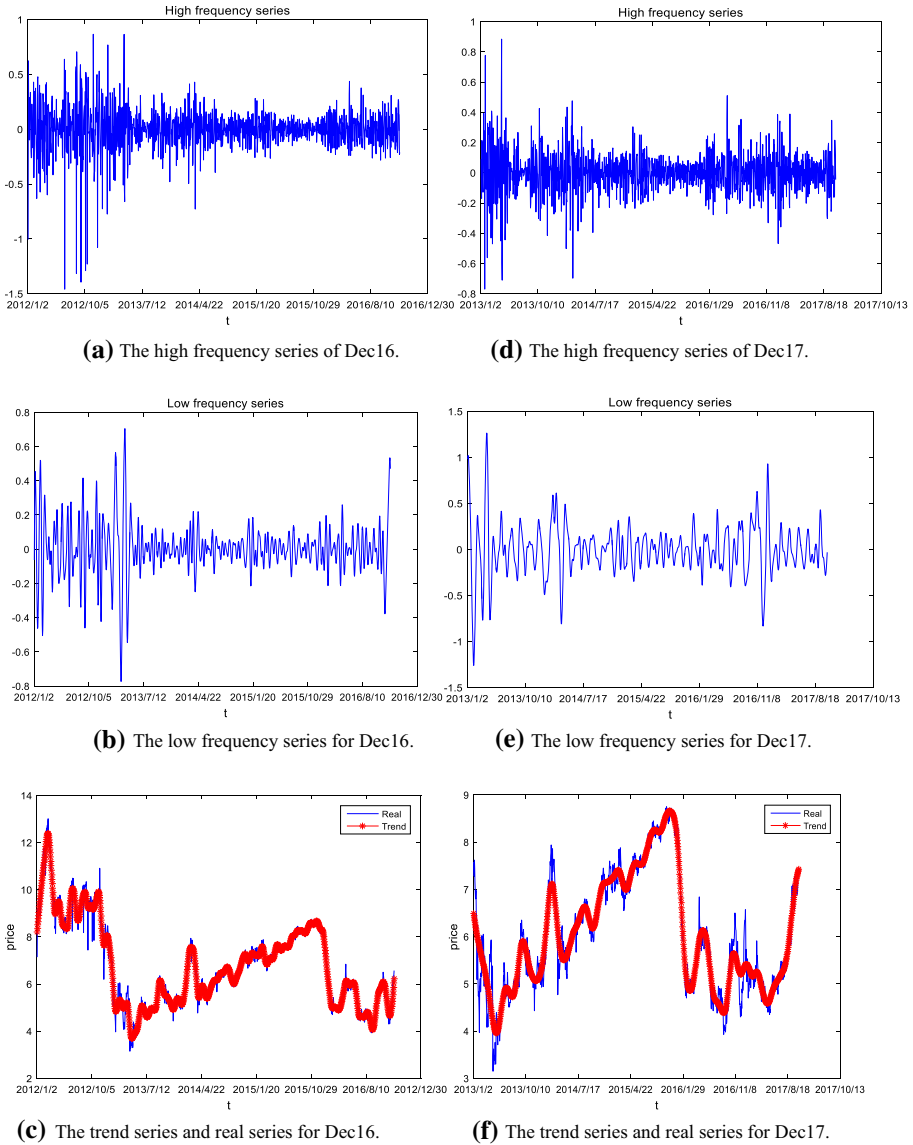 High frequency series
1
0.5
0
-0.5
-1
-1.5
2012/1/2 2012/10/5 2013/7/12 2014/4/22 2015/1/20 2015/10/29 2016/8/10 2016/12/30
t
(a) The high frequency series of Dec16.
High frequency series
1
0.8
0.6
0.4
0.2
0
-0.2
-0.4
-0.6
-0.8
2013/1/2 2013/10/10 2014/7/17 2015/4/22 2016/1/29 2016/11/8 2017/8/18 2017/10/13
t
(d) The high frequency series of Dec17.
Low frequency series
0.8
0.6
0.4
0.2
0
-0.2
-0.4
-0.6
-0.8
2012/1/2 2012/10/5 2013/7/12 2014/4/22 2015/1/20 2015/10/29 2016/8/10 2016/12/30
t
(b) The low frequency series for Dec16.
Low frequency series
1.5
1
0.5
0
-0.5
-1
-1.5
2013/1/2 2013/10/10 2014/7/17 2015/4/22 2016/1/29 2016/11/8 2017/8/18 2017/10/13
t
(e) The low frequency series for Dec17.
14
12
10
8
6
4
2
price
Real
Trend
2012/1/2 2012/10/5 2013/7/12 2014/4/22 2015/1/20 2015/10/29 2016/8/10 2012/12/30
t
(c) The trend series and real series for Dec16.
9
8
7
6
5
4
3
price
Real
Trend
2013/1/2 2013/10/10 2014/7/17 2015/4/22 2016/1/29 2016/11/8 2017/8/18 2017/10/13
t
(f) The trend series and real series for Dec17.